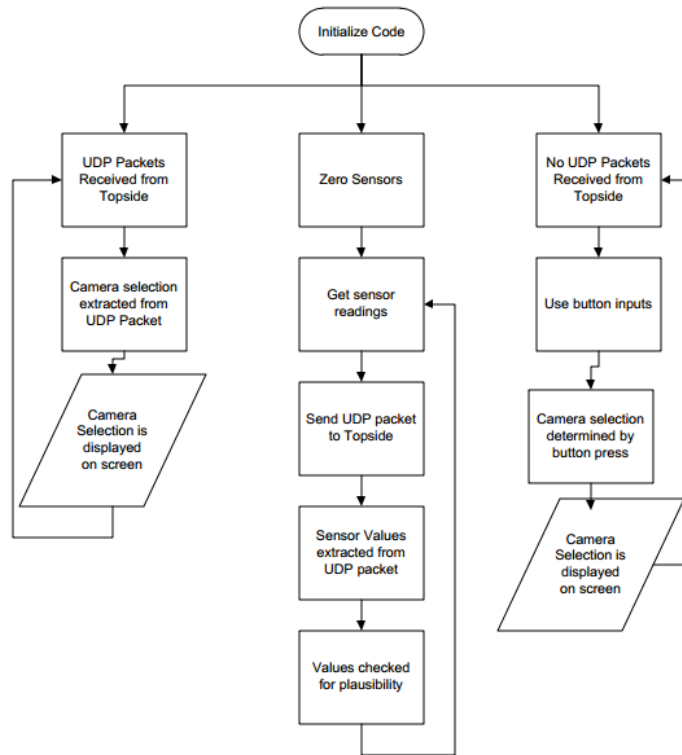 Initialize Code
UDP Packets
Received from
Topside
Camera selection
extracted from
UDP Packet
Camera
Selection is
displayed
on screen
Zero Sensors
Get sensor
readings
Send UDP packet
to Topside
Sensor Values
extracted from
UDP packet
Values checked
for plausibility
No UDP Packets
Received from
Topside
Use button inputs
Camera selection
determined by
button press
Camera
Selection is
displayed
on screen